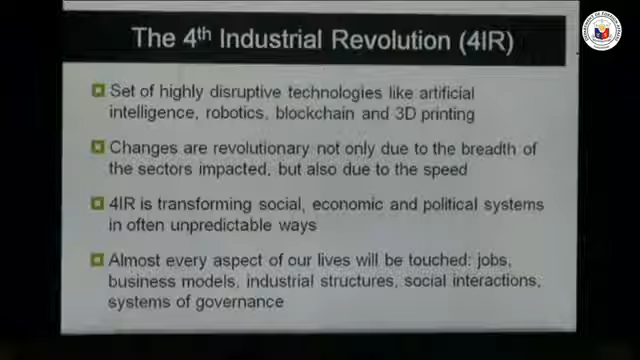 The 4th Industrial Revolution (4IR)
Set of highly disruptive technologies like artificial
intelligence, robotics, blockchain and 3D printing
Changes are revolutionary not only due to the breadth of
the sectors impacted, but also due to the speed
4IR is transforming social, economic and political systems
in often unpredictable ways
Almost every aspect of our lives will be touched: jobs,
business models, industrial structures, social interactions,
systems of governance